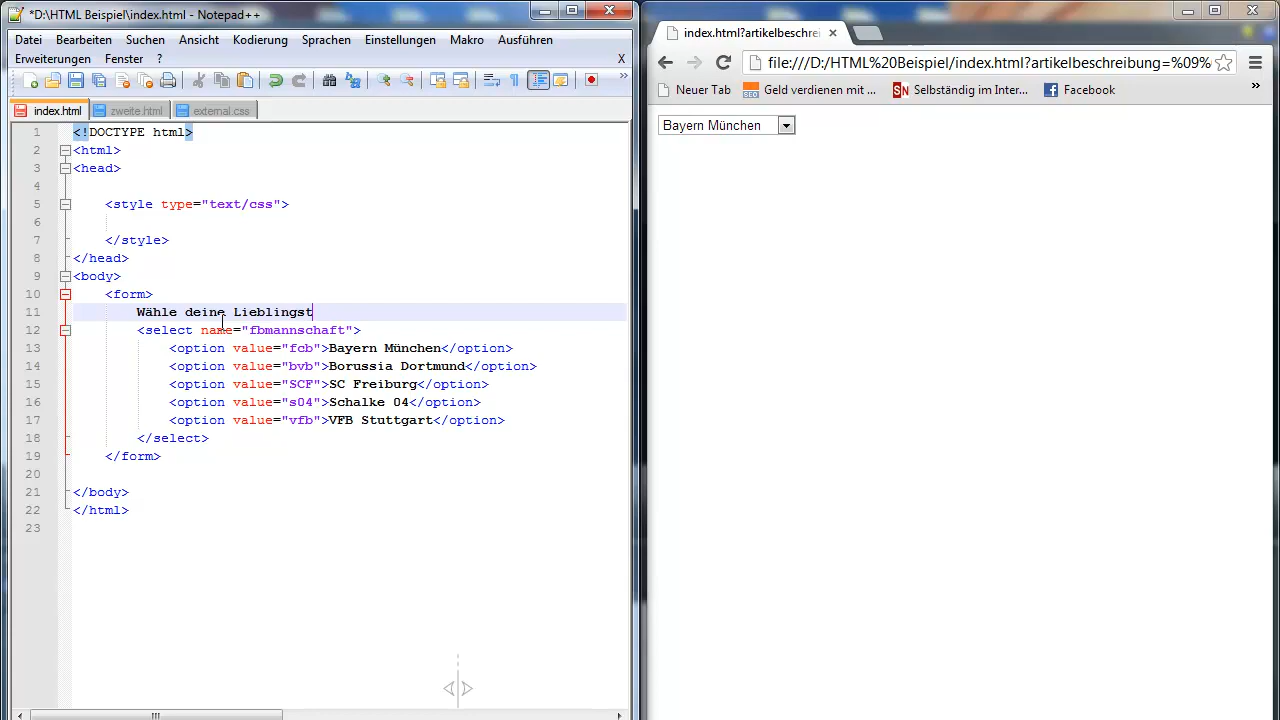 *D:\HTML Beispiel\index.html - Notepad++
Datei Bearbeiten Suchen Ansicht Kodierung Sprachen Einstellungen Makro Ausführen
Erweiterungen Fenster ? X
index.html zweite.html external.css
1 <!DOCTYPE html>
2 <html>
3 <head>
4
5 <style type="text/css">
6
7 </style>
8 </head>
9 <body>
10 <form>
11 Wähle deine Lieblingst
12 <select name="fbmannschaft">
13 <option value="fcb">Bayern München</option>
14 <option value="bvb">Borussia Dortmund</option>
15 <option value="SCF">SC Freiburg</option>
16 <option value="s04">Schalke 04</option>
17 <option value="vfb">VFB Stuttgart</option>
18 </select>
19 </form>
20
21 </body>
22 </html>
23
index.html?artikelbeschrei
file:///D:/HTML%20Beispiel/index.html?artikelbeschreibung=%09%
Neuer Tab SEO Geld verdienen mit ... SN Selbständig im Inter... Facebook »
Bayern München